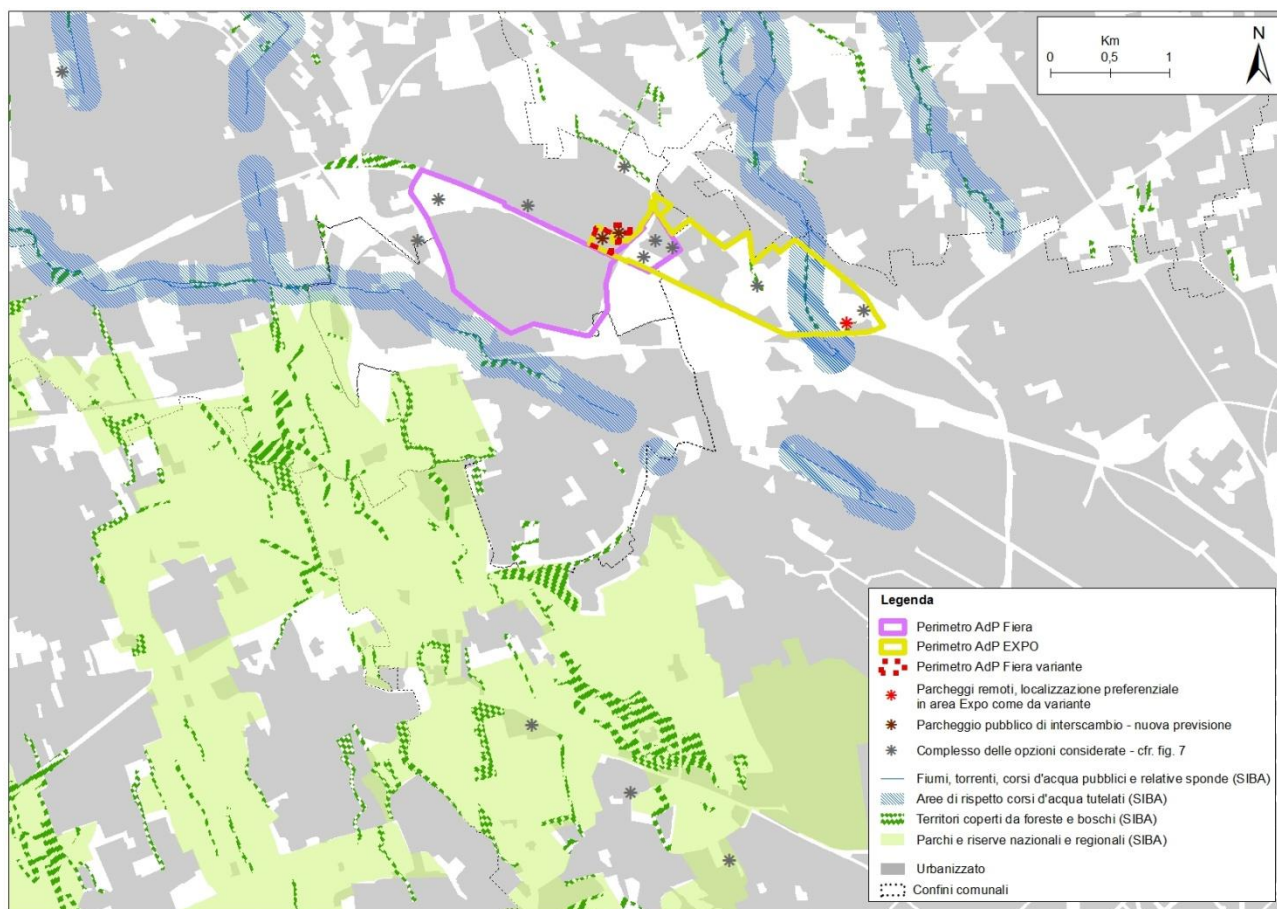 N
Km
0 0,5 1
Legenda
Perimetro AdP Fiera
Perimetro AdP EXPO
Perimetro AdP Fiera variante
Parcheggi remoti, localizzazione preferenziale
in area Expo come da variante
Parcheggio pubblico di interscambio - nuova previsione
Complesso delle opzioni considerate - cfr. fig. 7
Fiumi, torrenti, corsi d'acqua pubblici e relative sponde (SIBA)
Aree di rispetto corsi d'acqua tutelati (SIBA)
Territori coperti da foreste e boschi (SIBA)
Parchi e riserve nazionali e regionali (SIBA)
Urbanizzato
Confini comunali